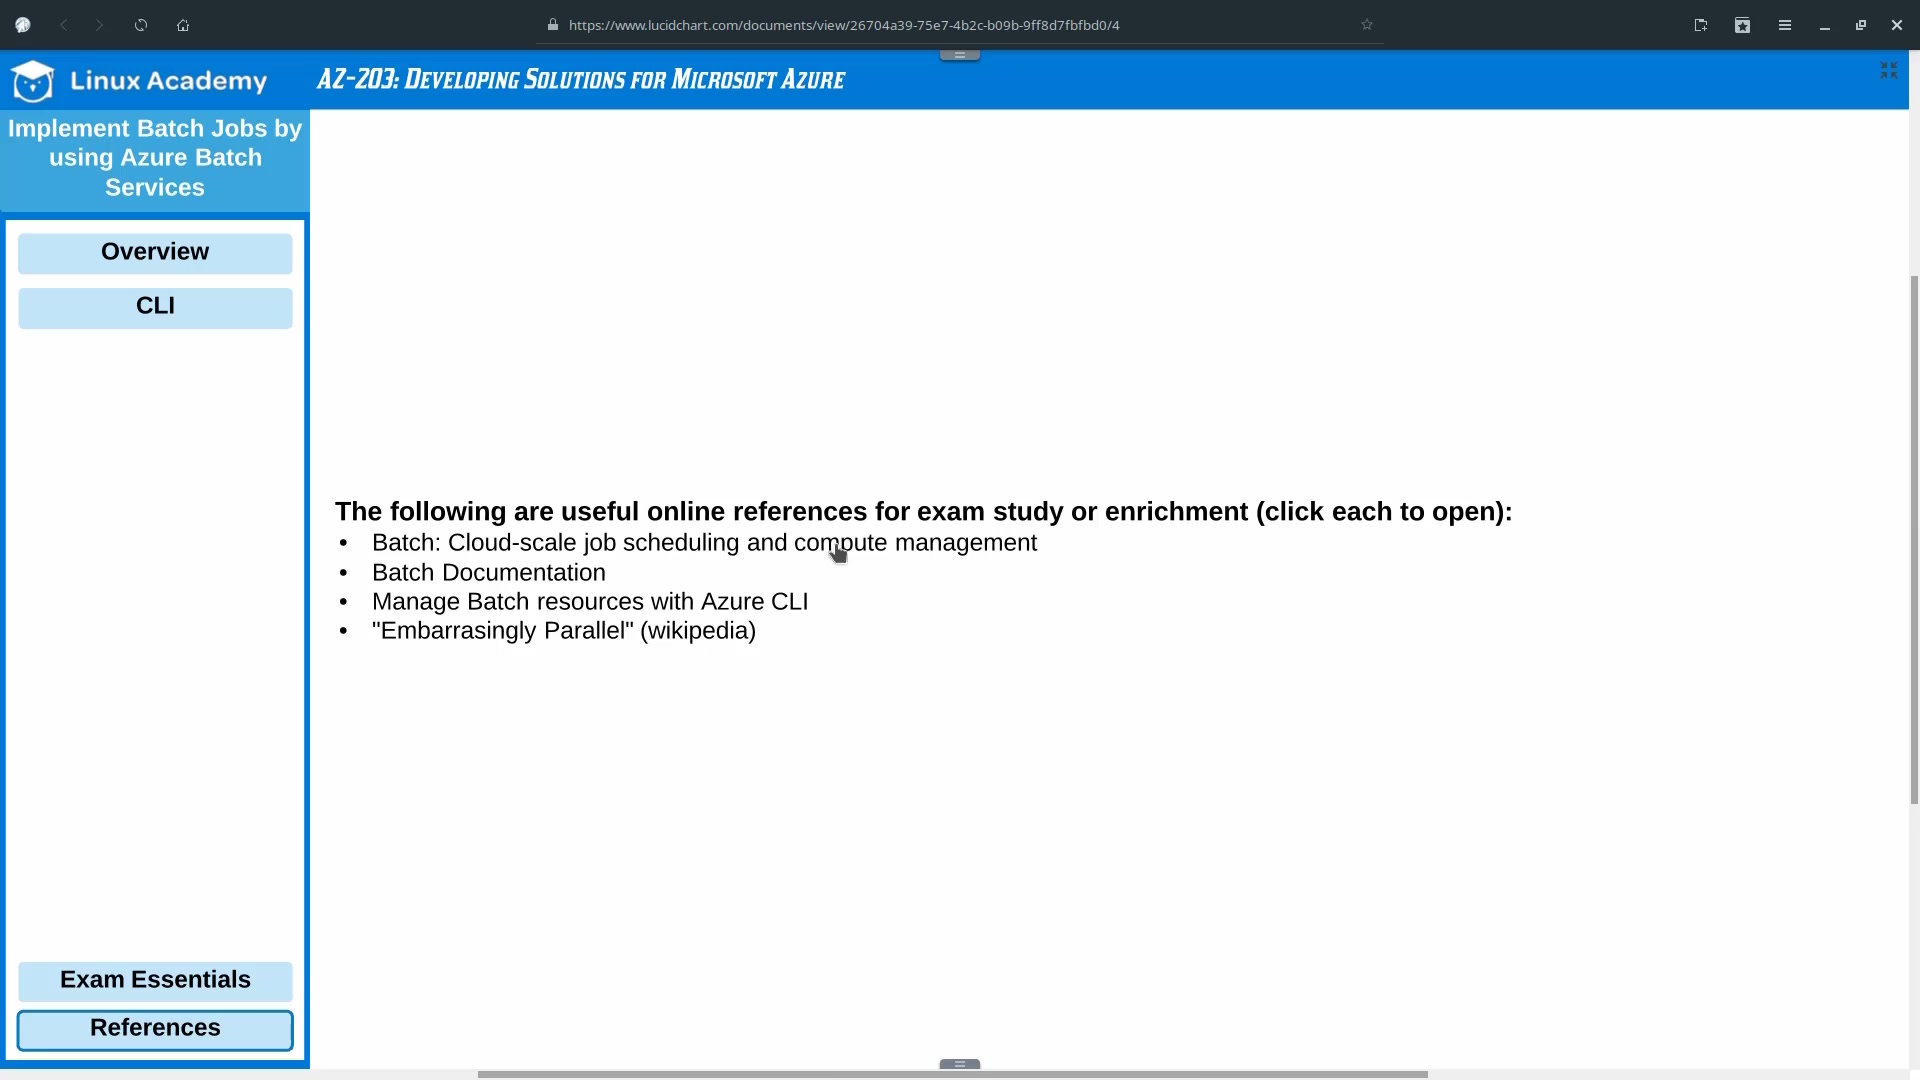 https://www.lucidchart.com/documents/view/26704a39-75e7-4b2c-b09b-9ff8d7fbfbd0/4
Linux Academy
AZ-203: Developing Solutions for Microsoft Azure
Implement Batch Jobs by
using Azure Batch
Services
Overview
CLI
The following are useful online references for exam study or enrichment (click each to open):
• Batch: Cloud-scale job scheduling and compute management
• Batch Documentation
• Manage Batch resources with Azure CLI
• "Embarrasingly Parallel" (wikipedia)
Exam Essentials
References